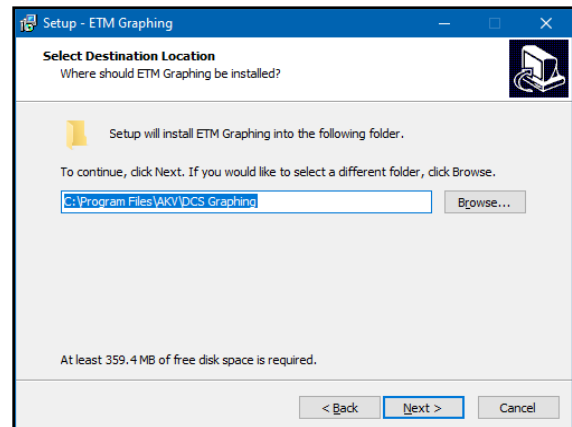 Setup - ETM Graphing
Select Destination Location
Where should ETM Graphing be installed?
Setup will install ETM Graphing into the following folder.
To continue, click Next. If you would like to select a different folder, click Browse.
C:\Program Files\AKV\DCS Graphing
Browse...
At least 359.4 MB of free disk space is required.
< Back
Next >
Cancel